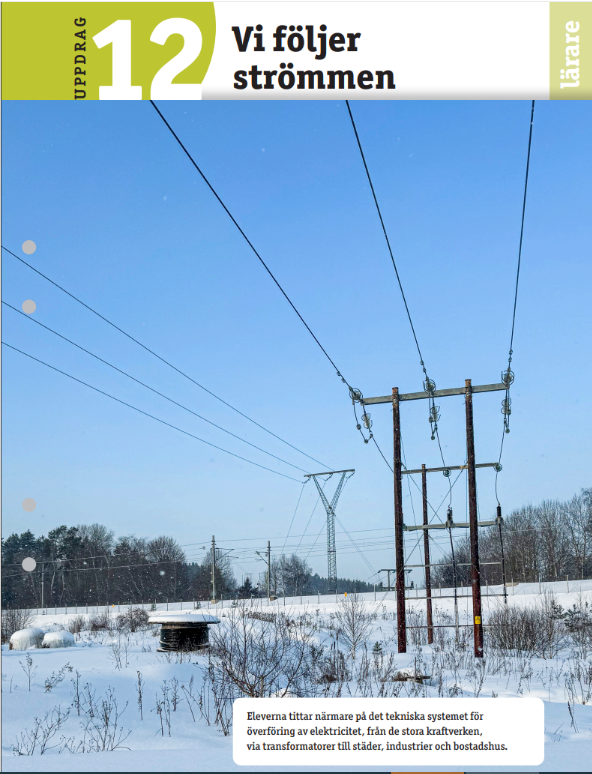 UPPDRAG
12
Vi följer
strömmen
lärare
Eleverna tittar närmare på det tekniska systemet för
överföring av elektricitet, från de stora kraftverken,
via transformatorer till städer, industrier och bostadshus.